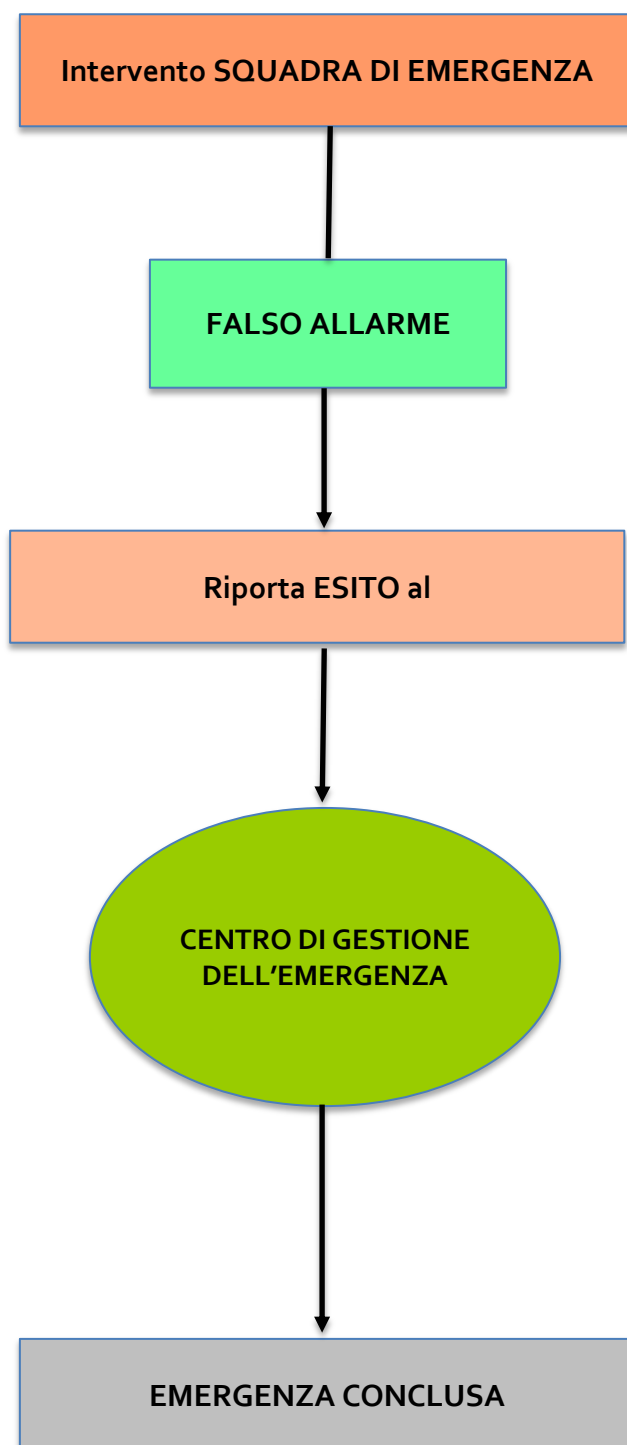 Intervento SQUADRA DI EMERGENZA
FALSO ALLARME
Riporta ESITO al
CENTRO DI GESTIONE
DELL’EMERGENZA
EMERGENZA CONCLUSA